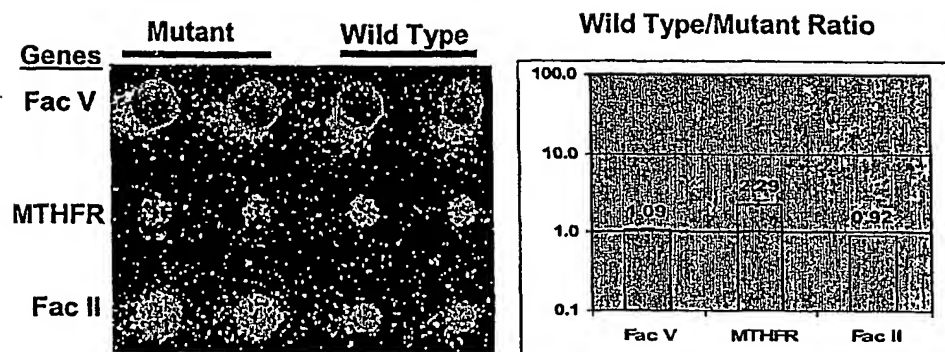 Mutant Wild Type
Genes
Fac V
MTHFR
Fac II
Wild Type/Mutant Ratio
100.0
10.0
1.0
0.1
1.09
2.29
0.92
Fac V MTHFR Fac II